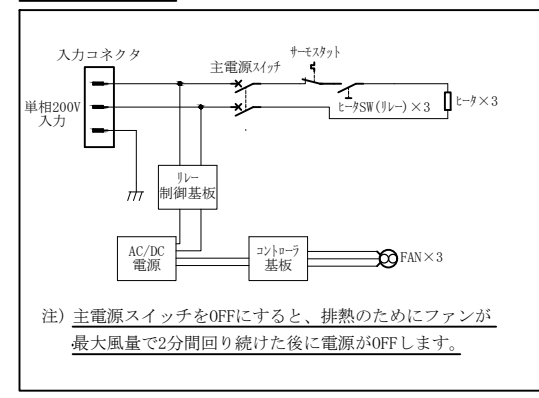 入力コネクタ
主電源スイッチ
サーモスタット
単相200V
入力
ヒータSW(リレー)×3
ヒータ×3
リレー
制御基板
AC/DC
電源
コントローラ
基板
FAN×3
注) 主電源スイッチをOFFにすると、排熱のためにファンが
最大風量で2分間回り続けた後に電源がOFFします。